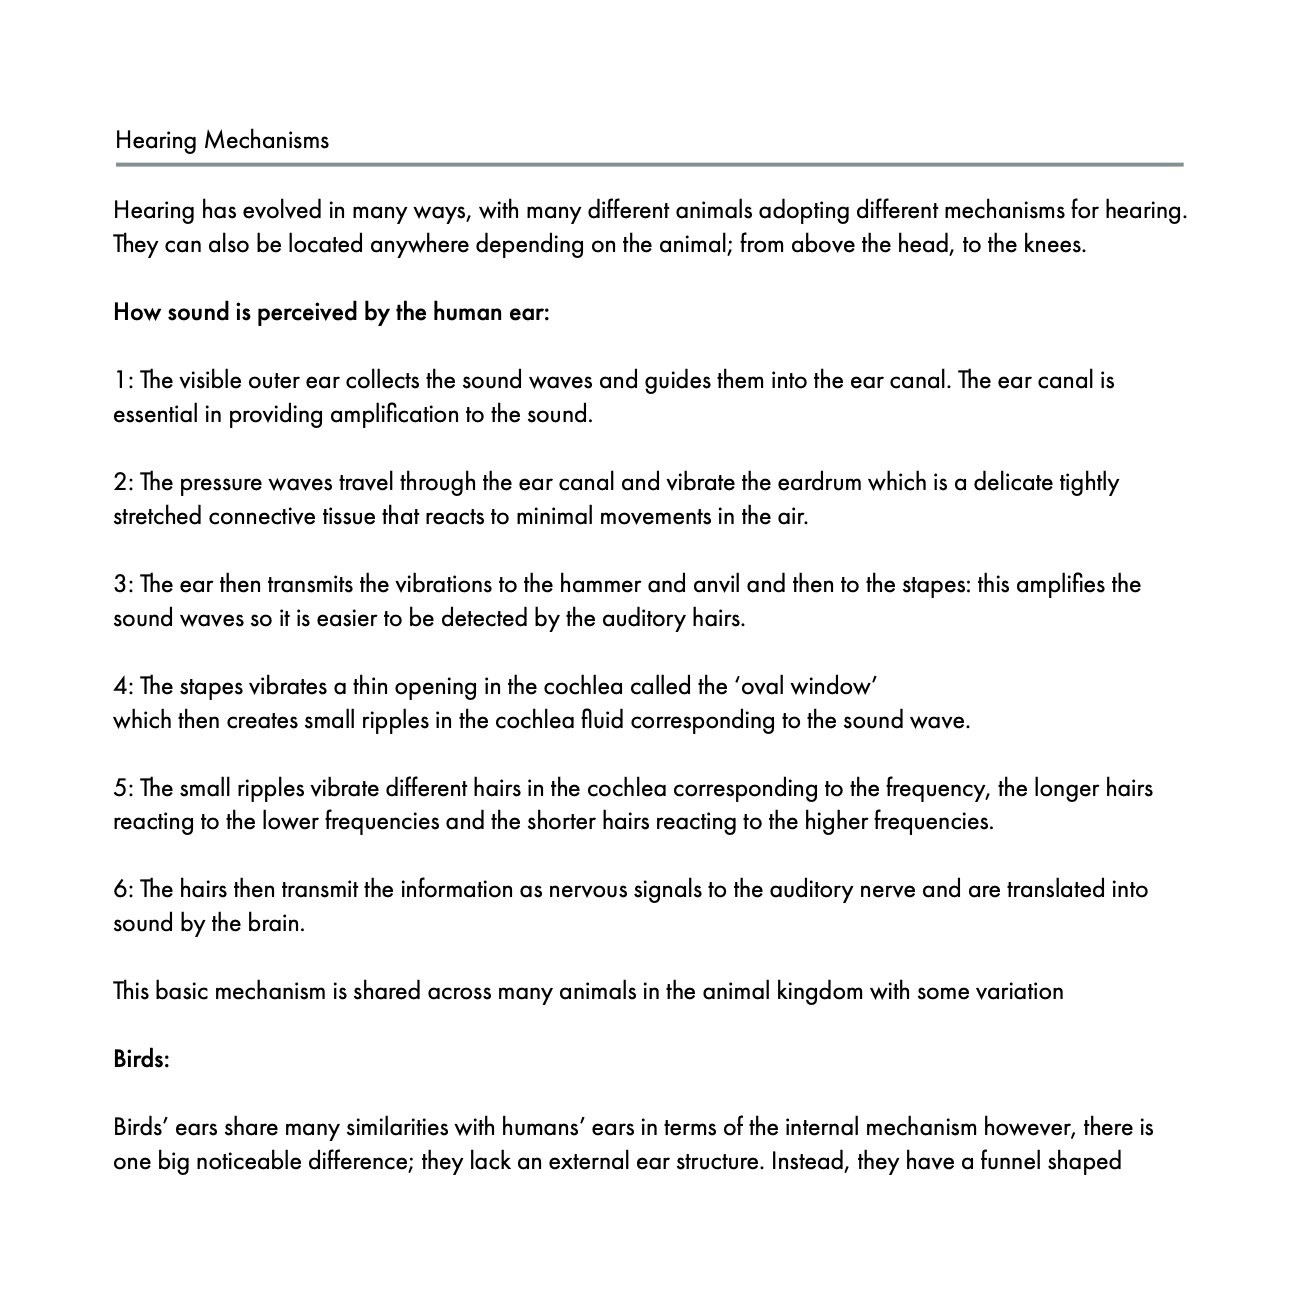 Hearing Mechanisms
Hearing has evolved in many ways, with many different animals adopting different mechanisms for hearing.
They can also be located anywhere depending on the animal; from above the head, to the knees.
How sound is perceived by the human ear:
1: The visible outer ear collects the sound waves and guides them into the ear canal. The ear canal is
essential in providing amplification to the sound.
2: The pressure waves travel through the ear canal and vibrate the eardrum which is a delicate tightly
stretched connective tissue that reacts to minimal movements in the air.
3: The ear then transmits the vibrations to the hammer and anvil and then to the stapes: this amplifies the
sound waves so it is easier to be detected by the auditory hairs.
4: The stapes vibrates a thin opening in the cochlea called the ‘oval window’
which then creates small ripples in the cochlea fluid corresponding to the sound wave.
5: The small ripples vibrate different hairs in the cochlea corresponding to the frequency, the longer hairs
reacting to the lower frequencies and the shorter hairs reacting to the higher frequencies.
6: The hairs then transmit the information as nervous signals to the auditory nerve and are translated into
sound by the brain.
This basic mechanism is shared across many animals in the animal kingdom with some variation
Birds:
Birds’ ears share many similarities with humans’ ears in terms of the internal mechanism however, there is
one big noticeable difference; they lack an external ear structure. Instead, they have a funnel shaped